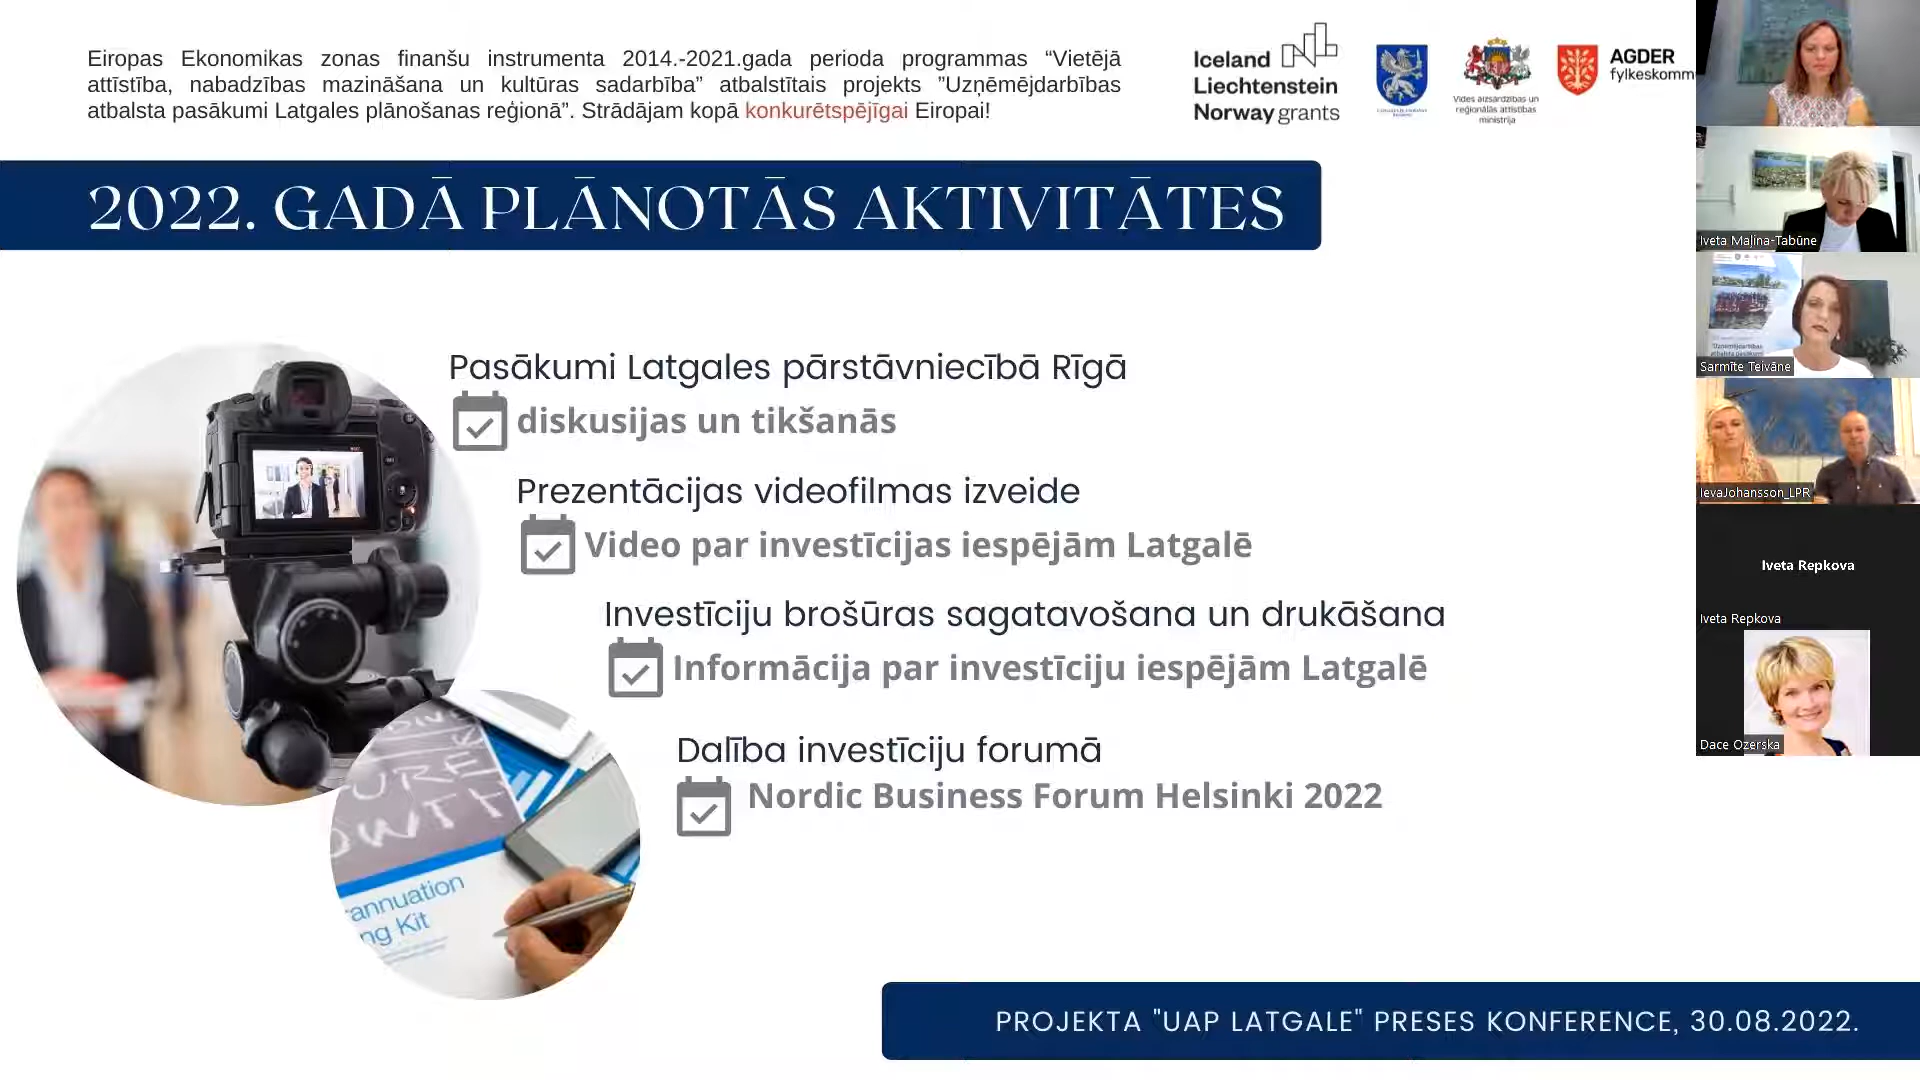 Eiropas Ekonomikas zonas finanšu instrumenta 2014.-2021.gada perioda programmas “Vietējā
attīstība, nabadzības mazināšana un kultūras sadarbība” atbalstītais projekts ”Uzņēmējdarbības
atbalsta pasākumi Latgales plānošanas reģionā”. Strādājam kopā konkurētspējīgai Eiropai!
Iceland
Liechtenstein
Norway grants
Vides aizsardzības un
reģionālās attīstības
ministrija
AGDER
fylkeskomm
2022. GADĀ PLĀNOTĀS AKTIVITĀTES
Pasākumi Latgales pārstāvniecībā Rīgā
diskusijas un tikšanās
Prezentācijas videofilmas izveide
Video par investīcijas iespējām Latgalē
Investīciju brošūras sagatavošana un drukāšana
Informācija par investīciju iespējām Latgalē
Dalība investīciju forumā
Nordic Business Forum Helsinki 2022
URE
OWTT
annuation
ng Kit
PROJEKTA "UAP LATGALE" PRESES KONFERENCE, 30.08.2022.
Iveta Maļina-Tabūne
Sarmīte Teivāne
IevaJohansson_LPR
Iveta Repkova
Iveta Repkova
Dace Ozerska